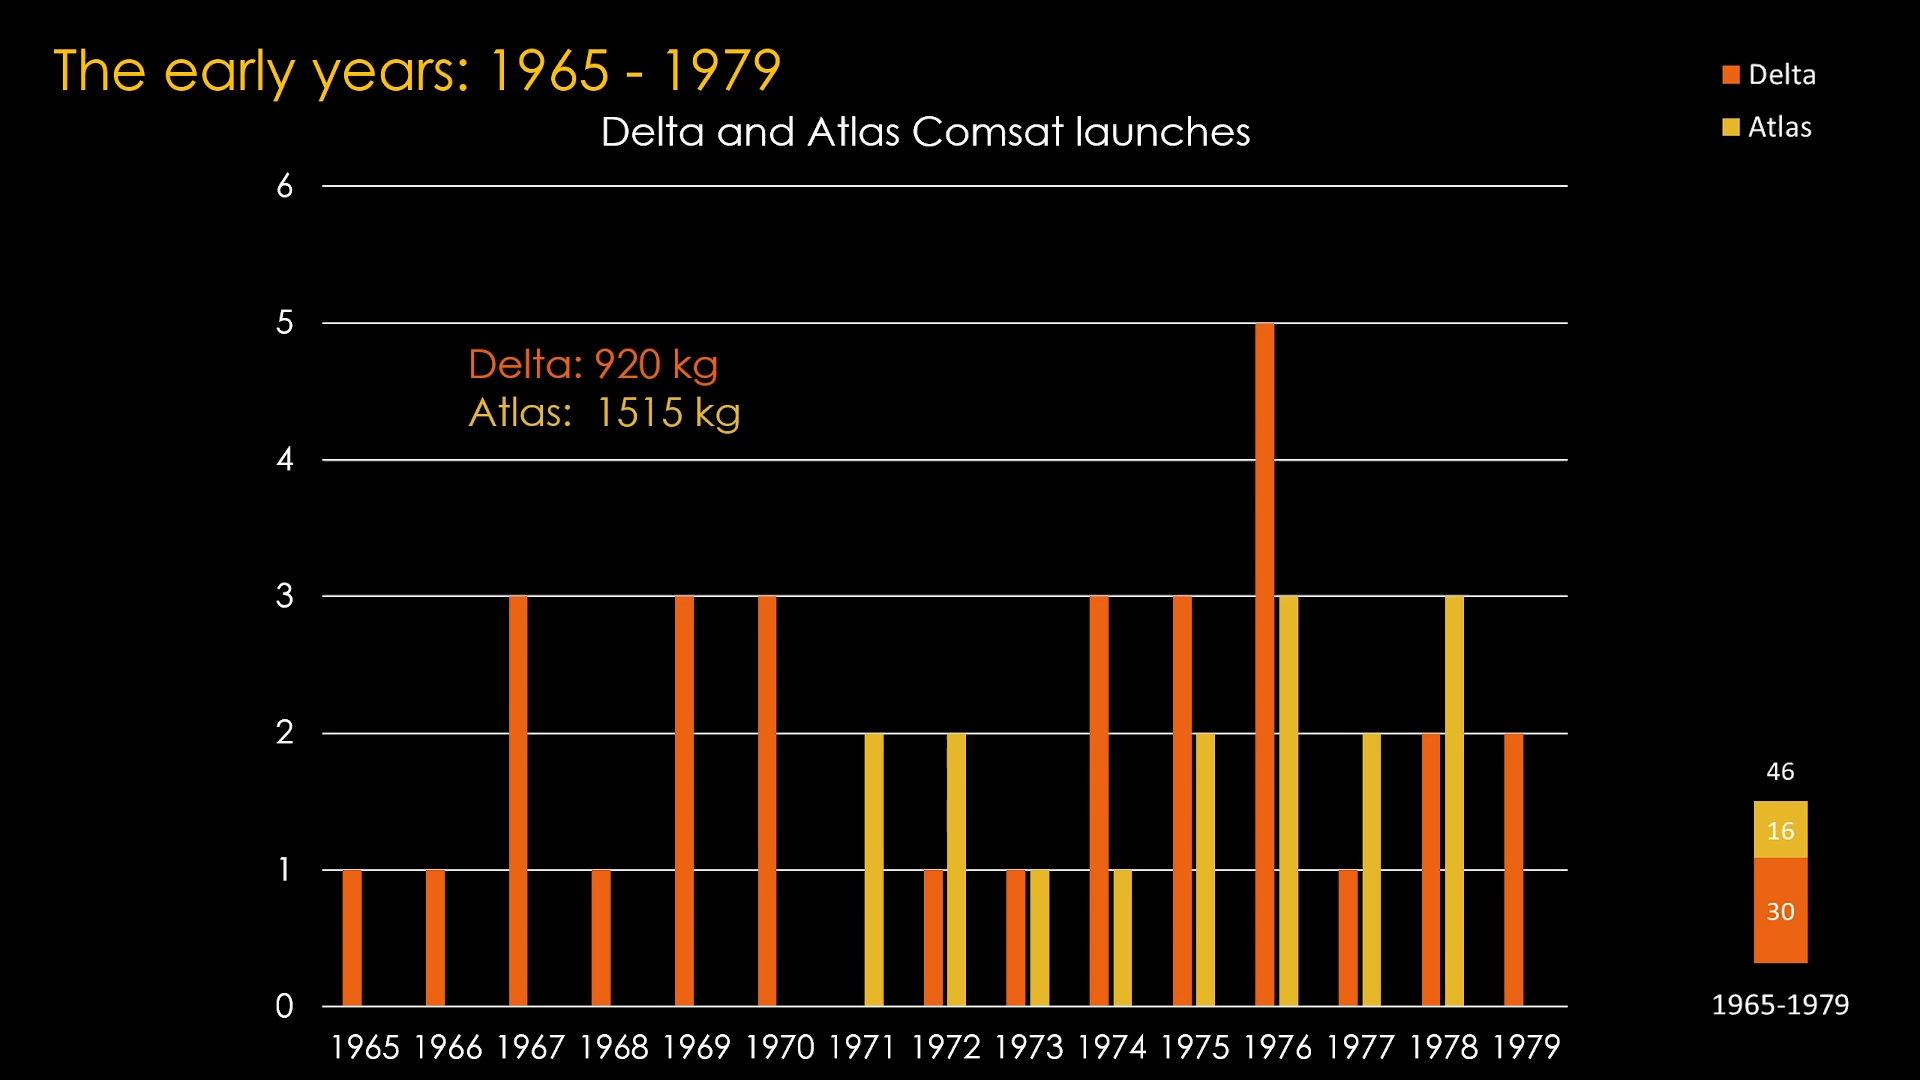 The early years: 1965 - 1979
Delta and Atlas Comsat launches
Delta
Atlas
6
5
4
3
2
1
0
Delta: 920 kg
Atlas: 1515 kg
1965 1966 1967 1968 1969 1970 1971 1972 1973 1974 1975 1976 1977 1978 1979
46
16
30
1965-1979